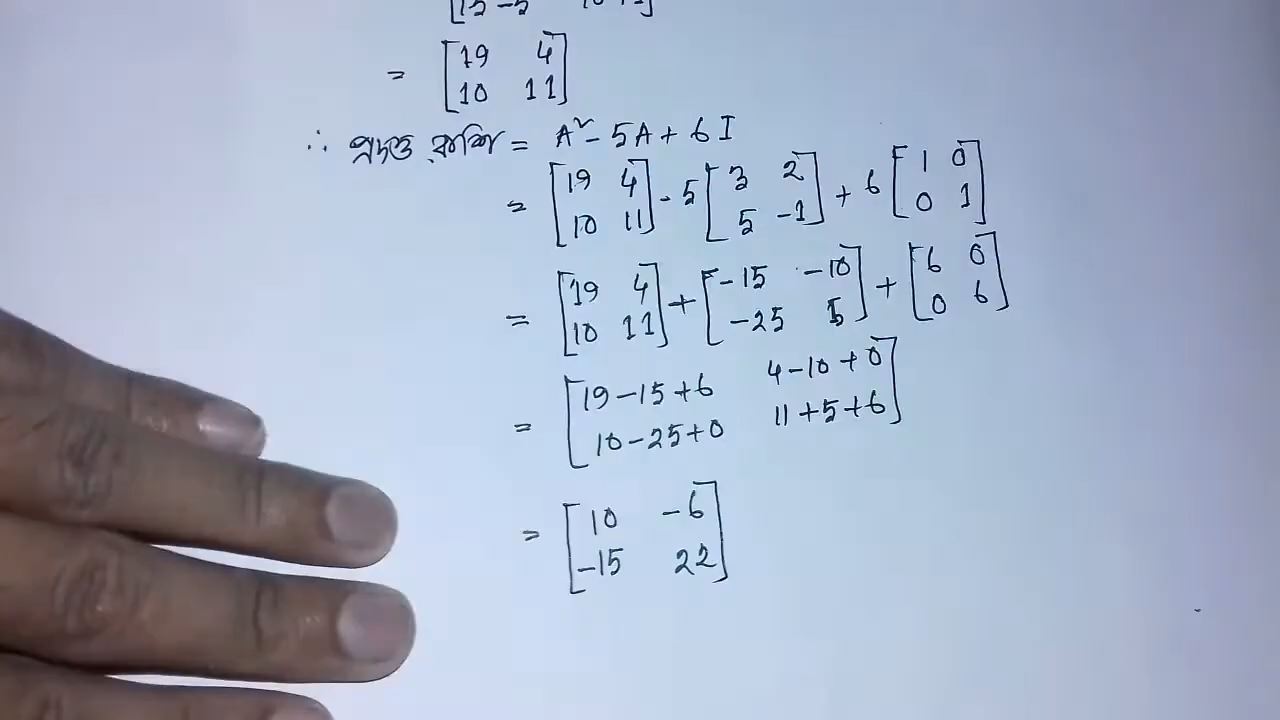 = [19 4
10 11]
∴ প্রদত্ত রাশি = A² - 5A + 6I
= [19 4
10 11] - 5 [3 2
5 -1] + 6 [1 0
0 1]
= [19 4
10 11] + [-15 -10
-25 5] + [6 0
0 6]
= [19-15+6 4-10+0
10-25+0 11+5+6]
= [10 -6
-15 22]